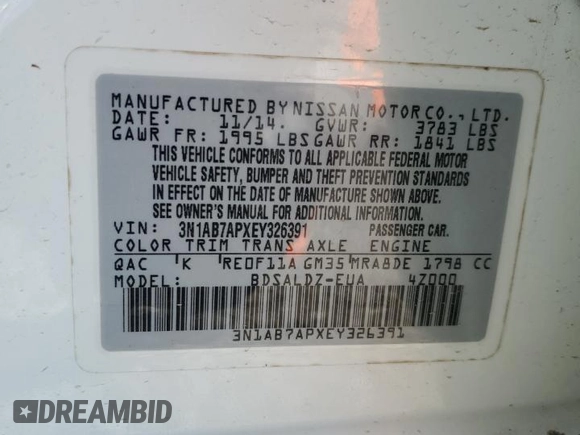 MANUFACTURED BY NISSAN MOTOR CO., LTD.
DATE: 11/14. GVWR: 3783 LBS
GAWR FR: 1995 LBS GAWR RR: 1841 LBS
THIS VEHICLE CONFORMS TO ALL APPLICABLE FEDERAL MOTOR
VEHICLE SAFETY, BUMPER AND THEFT PREVENTION STANDARDS
IN EFFECT ON THE DATE OF MANUFACTURE SHOWN ABOVE.
SEE OWNER'S MANUAL FOR ADDITIONAL INFORMATION.
VIN: 3N1AB7APXEY326391 PASSENGER CAR.
COLOR TRIM TRANS AXLE ENGINE
QAC K REOF11A GM35 MRA8DE 1798 CC
MODEL: BDSALDZ-EUA 4Z000
3N1AB7APXEY326391
DREAMBID